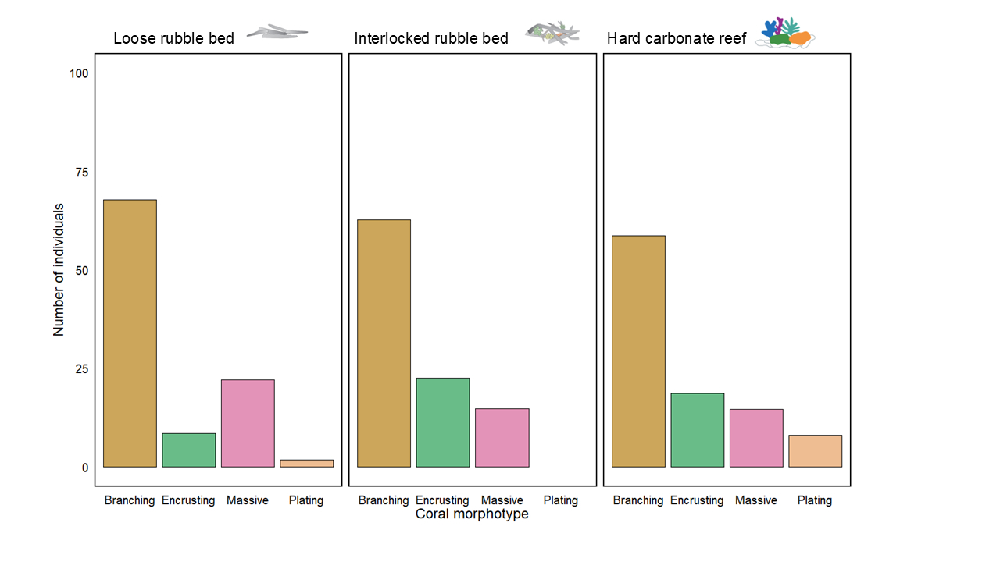 Loose rubble bed
Interlocked rubble bed
Hard carbonate reef
100
75
50
25
0
Number of individuals
Branching Encrusting Massive Plating
Branching Encrusting Massive Plating
Branching Encrusting Massive Plating
Coral morphotype